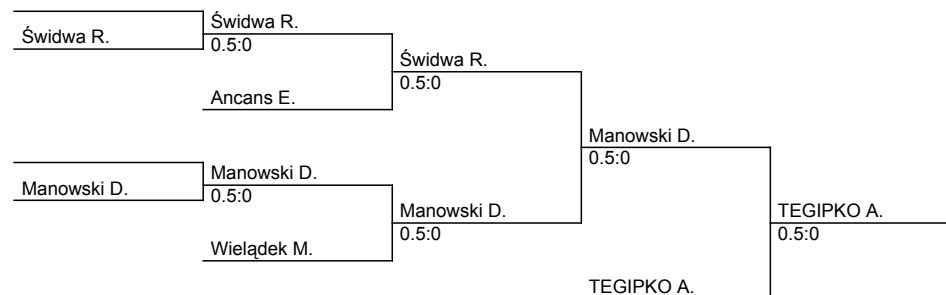 Świdwa R.
Świdwa R.
0.5:0
Świdwa R.
0.5:0
Ancans E.
Manowski D.
0.5:0
Manowski D.
Manowski D.
0.5:0
Manowski D.
0.5:0
TEGIPKO A.
0.5:0
Wielądek M.
TEGIPKO A.